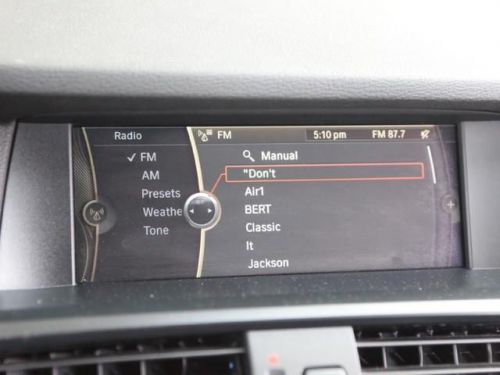 Radio
FM 5:10 pm FM 87.7
FM
AM
Presets
Weathe
Tone
Manual
"Don't
Air1
BERT
Classic
It
Jackson